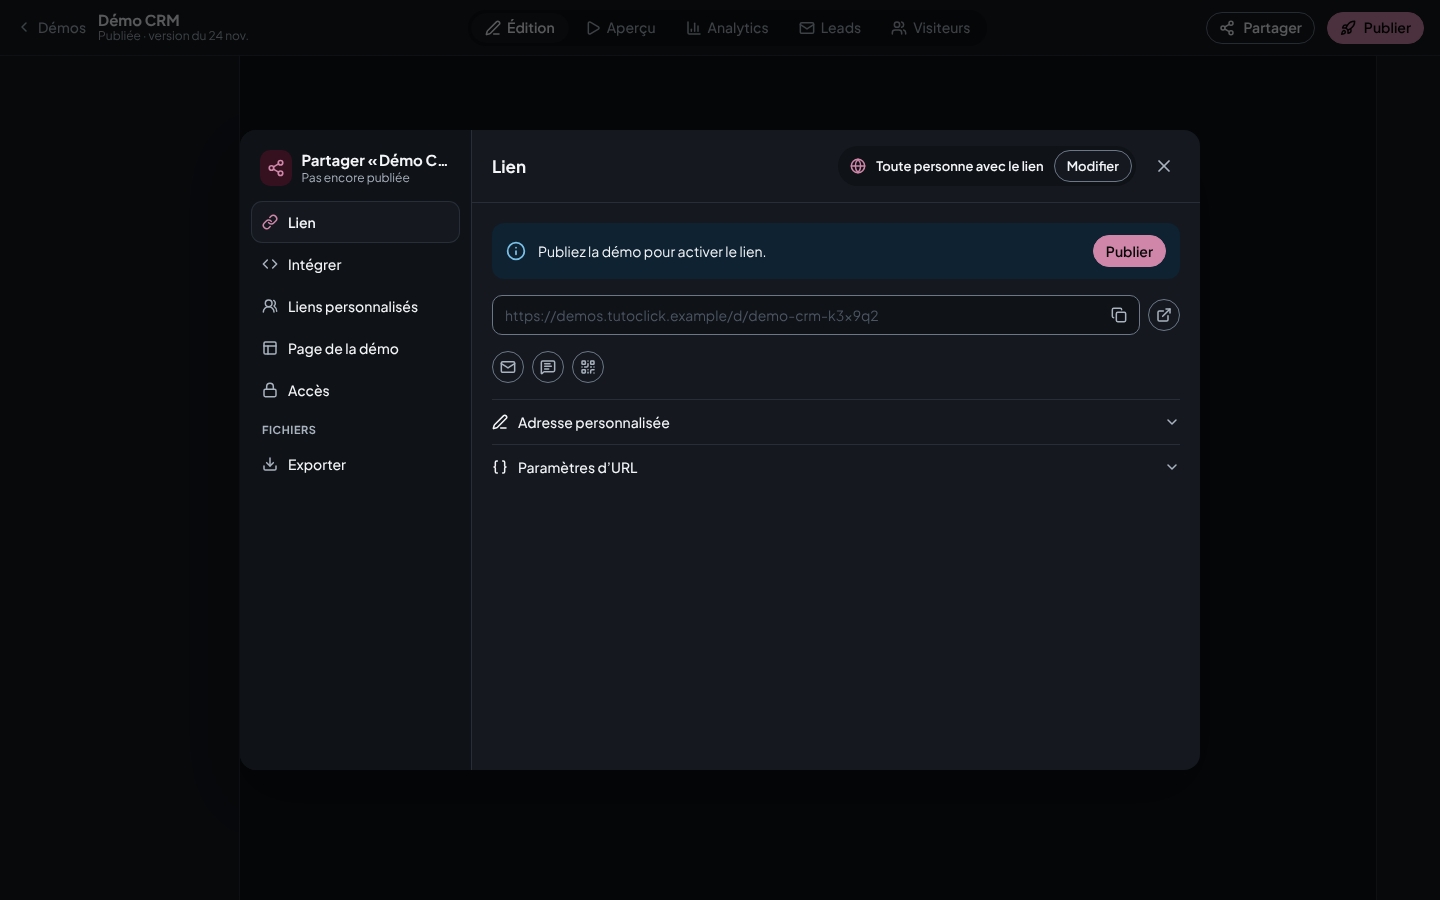 Démos
Démo CRM
Publiée · version du 24 nov.
Édition
Aperçu
Analytics
Leads
Visiteurs
Partager
Publier
Partager « Démo C...
Pas encore publiée
Lien
Intégrer
Liens personnalisés
Page de la démo
Accès
FICHIERS
Exporter
Lien
Toute personne avec le lien
Modifier
Publiez la démo pour activer le lien.
Publier
https://demos.tutoclick.example/d/demo-crm-k3x9q2
Adresse personnalisée
Paramètres d'URL